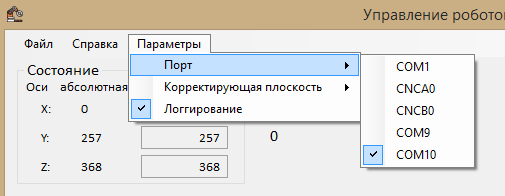 Управление робото
Файл Справка Параметры
Состояние
Оси абсолютная
X: 0
Y: 257 257
Z: 368 368
0
Порт
Корректирующая плоскость
Логгирование
COM1
CNCA0
CNCB0
COM9
COM10